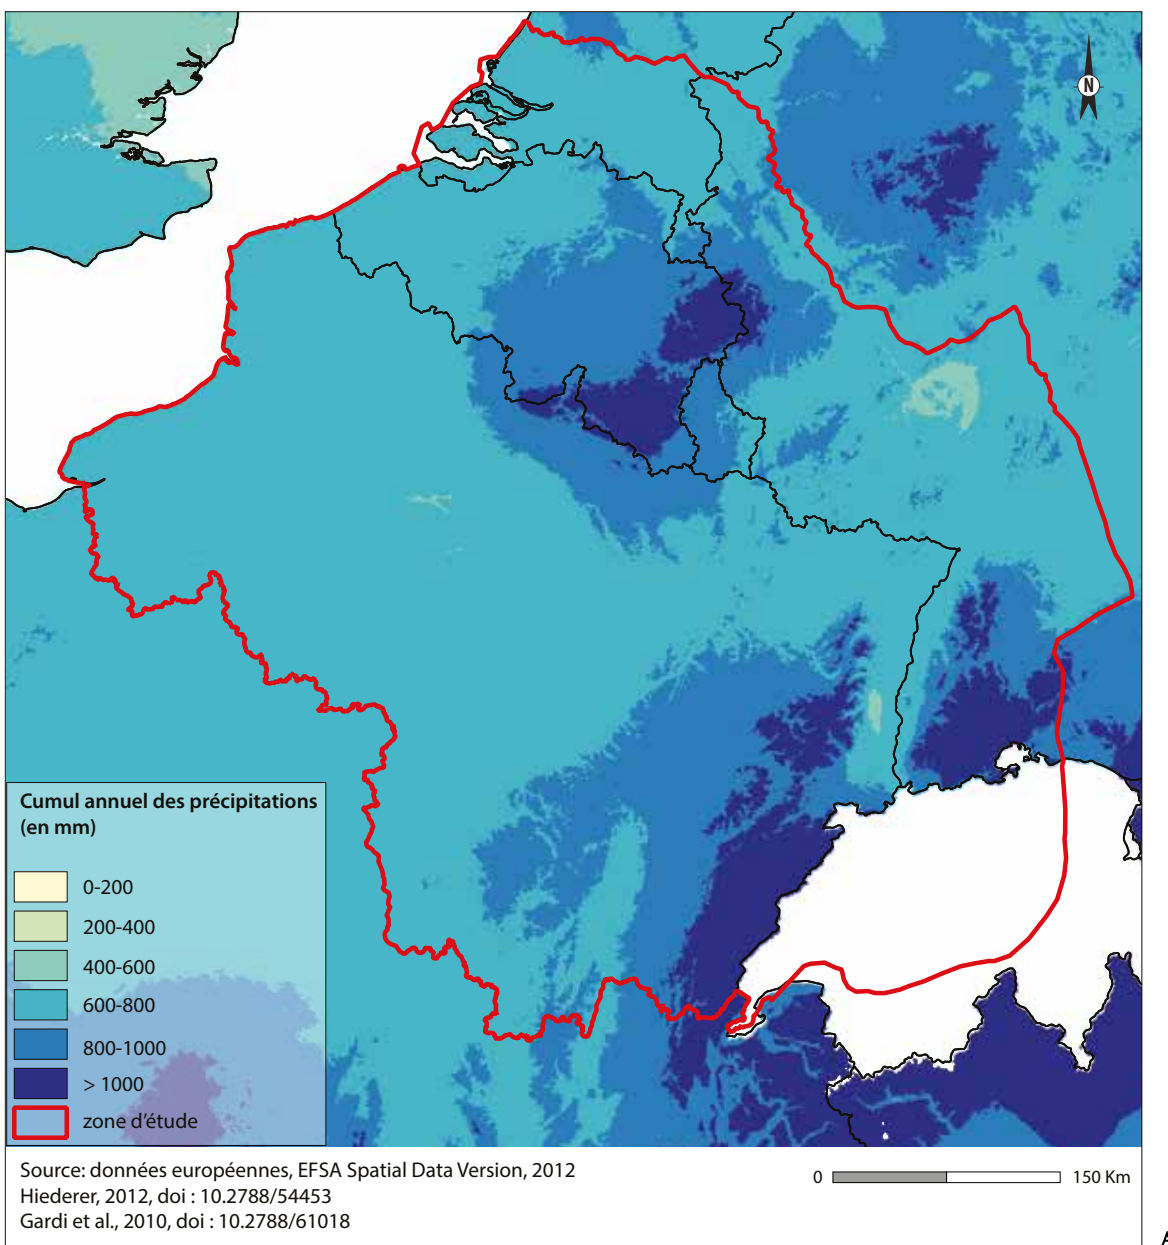 N
Cumul annuel des précipitations
(en mm)
0-200
200-400
400-600
600-800
800-1000
> 1000
zone d'étude
Source: données européennes, EFSA Spatial Data Version, 2012
Hiederer, 2012, doi : 10.2788/54453
Gardi et al., 2010, doi : 10.2788/61018
0 150 Km